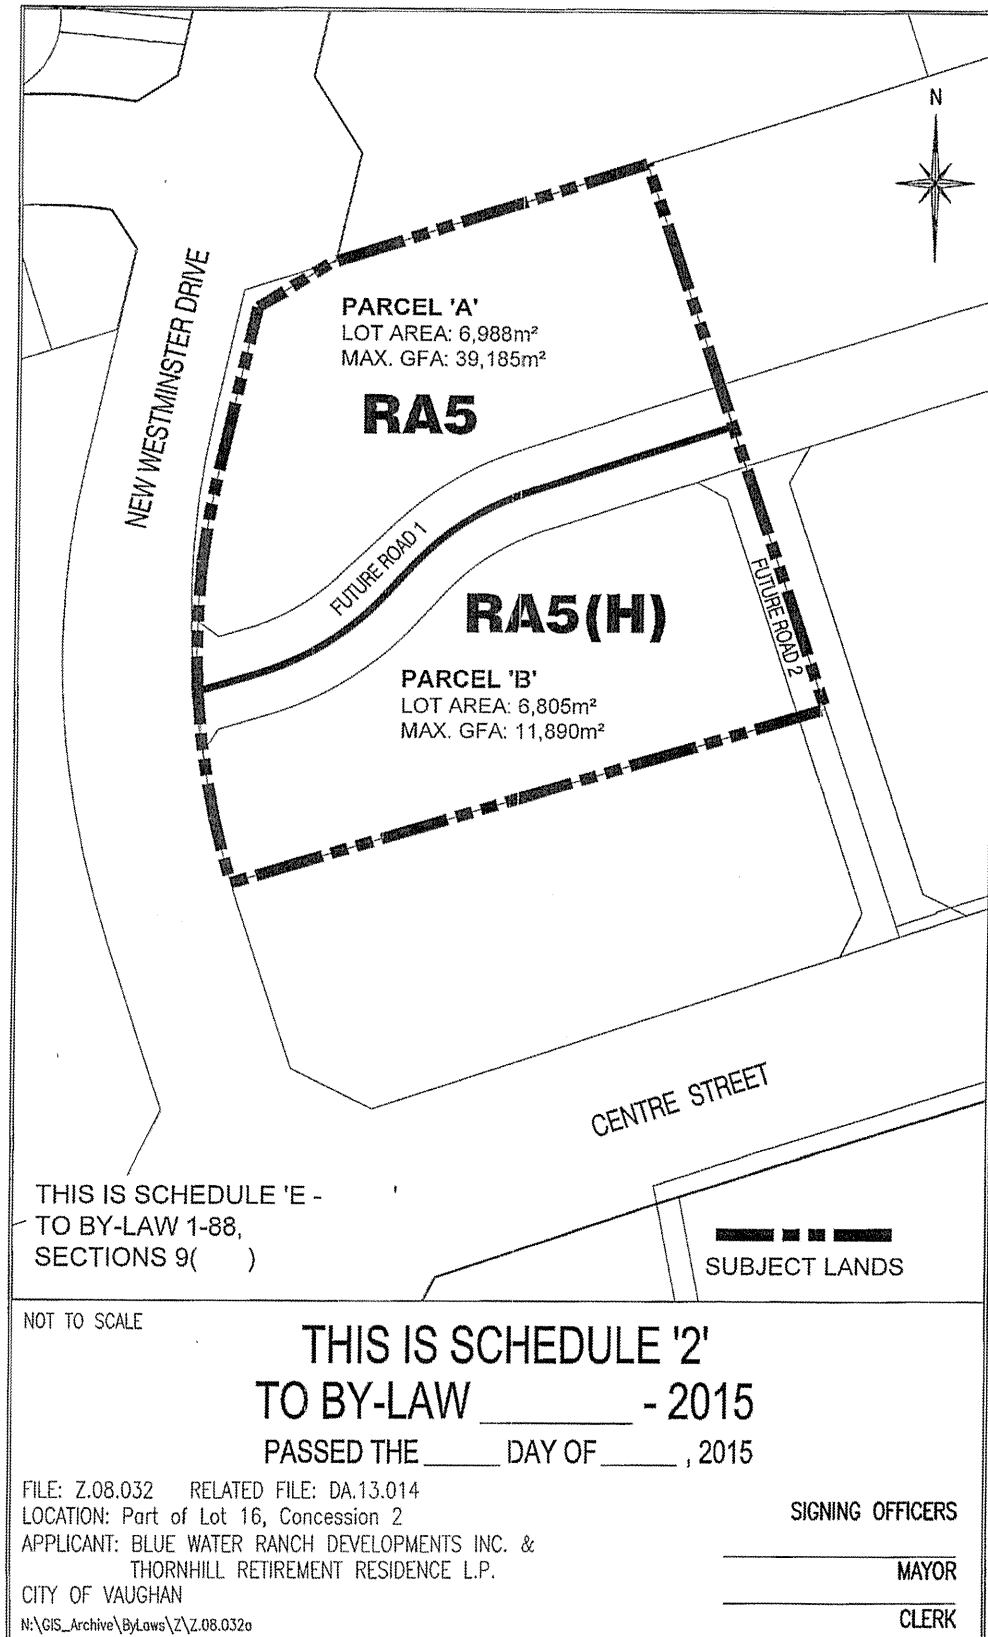 N
NEW WESTMINSTER DRIVE
PARCEL 'A'
LOT AREA: 6,988m²
MAX. GFA: 39,185m²
RA5
FUTURE ROAD 1
RA5(H)
FUTURE ROAD 2
PARCEL 'B'
LOT AREA: 6,805m²
MAX. GFA: 11,890m²
CENTRE STREET
THIS IS SCHEDULE 'E - '
TO BY-LAW 1-88,
SECTIONS 9( )
SUBJECT LANDS
NOT TO SCALE
THIS IS SCHEDULE '2'
TO BY-LAW ______ - 2015
PASSED THE _____ DAY OF _____ , 2015
FILE: Z.08.032 RELATED FILE: DA.13.014
LOCATION: Part of Lot 16, Concession 2
APPLICANT: BLUE WATER RANCH DEVELOPMENTS INC. &
THORNHILL RETIREMENT RESIDENCE L.P.
CITY OF VAUGHAN
N:\GIS_Archive\ByLaws\Z\Z.08.032a
SIGNING OFFICERS
MAYOR
CLERK